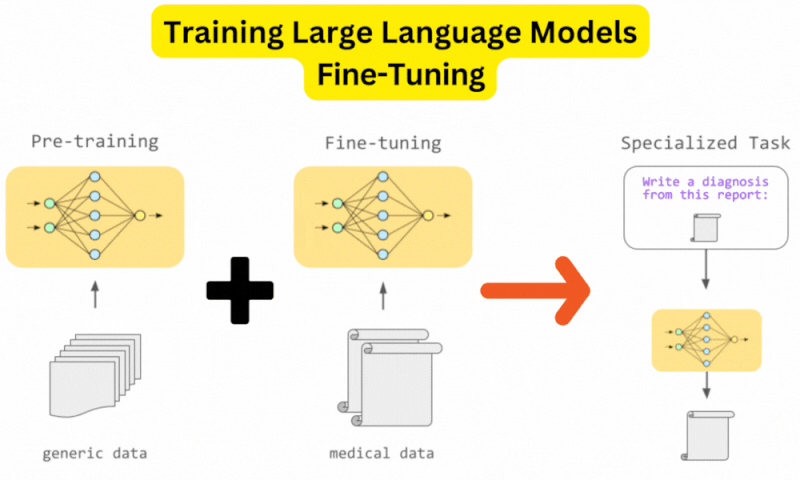 Training Large Language Models
Fine-Tuning
Pre-training
Fine-tuning
Specialized Task
Write a diagnosis
from this report:
generic data
medical data